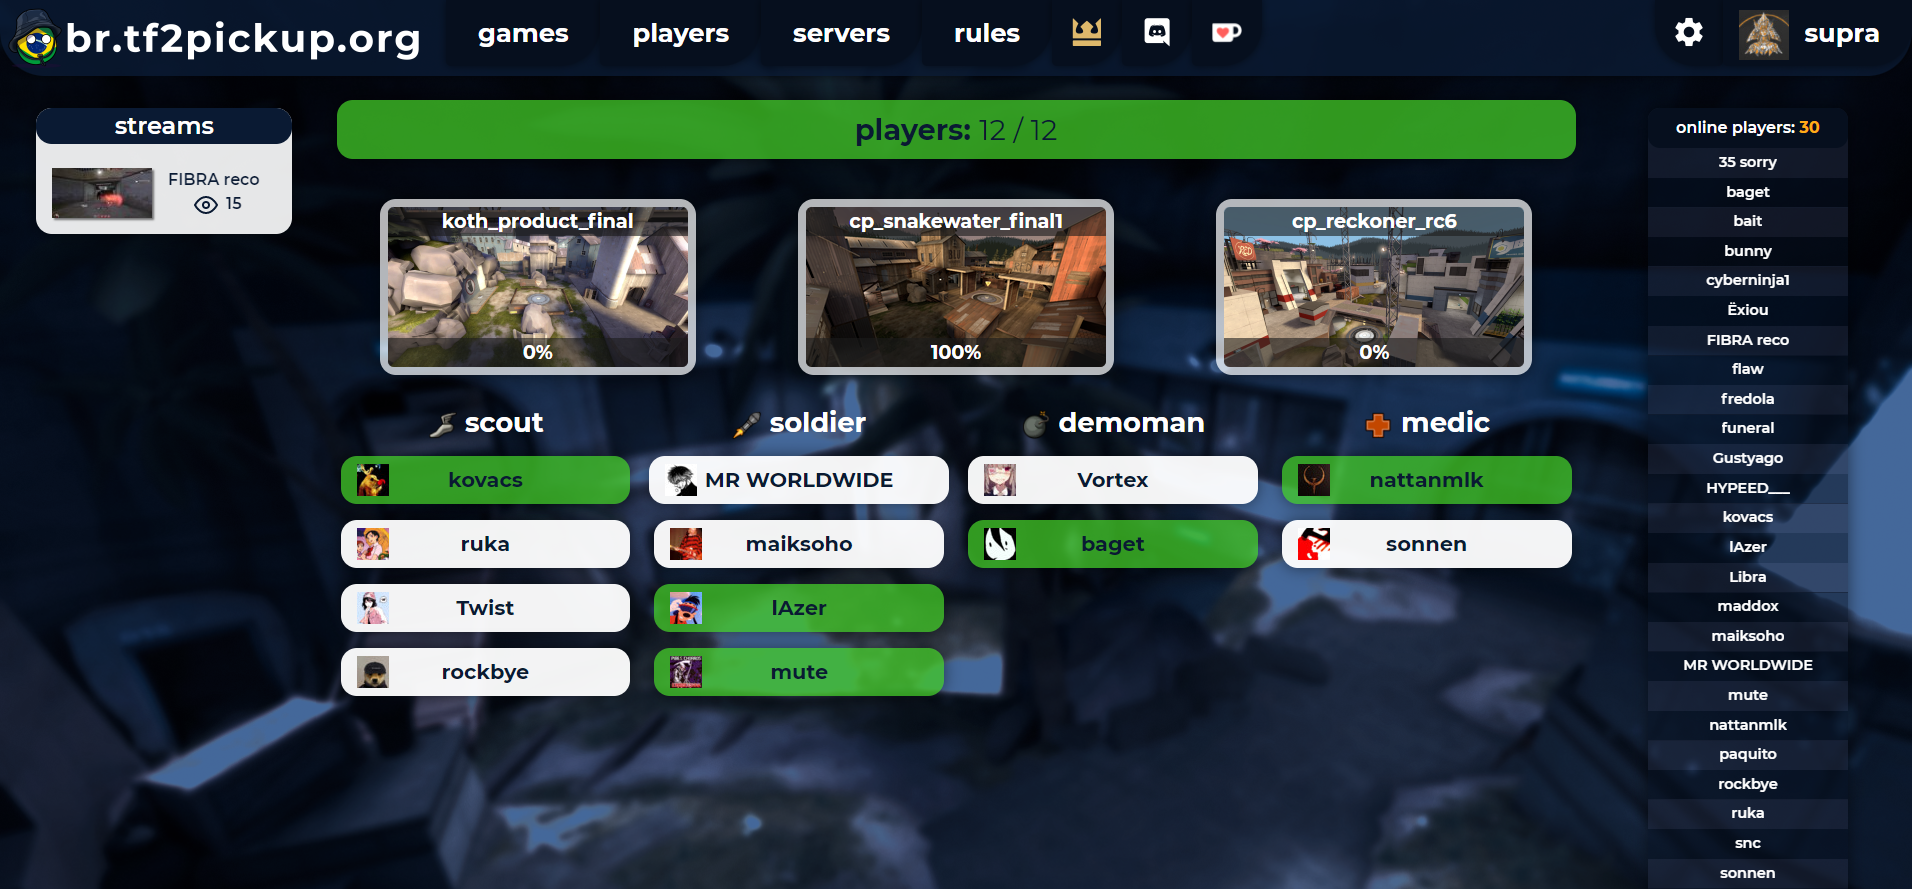 br.tf2pickup.org
games
players
servers
rules
supra
streams
FIBRA reco
15
players: 12 / 12
koth_product_final
0%
cp_snakewater_final1
100%
cp_reckoner_rc6
0%
scout
kovacs
ruka
Twist
rockbye
soldier
MR WORLDWIDE
maiksoho
lAzer
mute
demoman
Vortex
baget
medic
nattanmlk
sonnen
online players: 30
35 sorry
baget
bait
bunny
cyberninja1
Ëxiou
FIBRA reco
flaw
fredola
funeral
Gustyago
HYPEED___
kovacs
lAzer
Libra
maddox
maiksoho
MR WORLDWIDE
mute
nattanmlk
paquito
rockbye
ruka
snc
sonnen